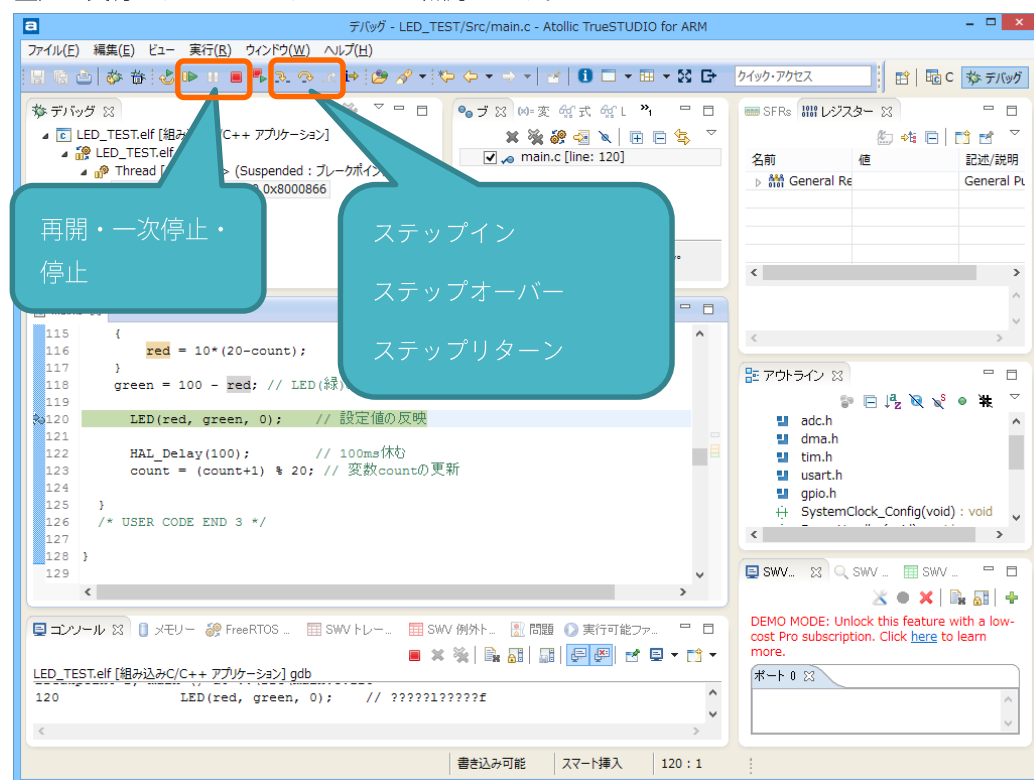 デバッグ - LED_TEST/Src/main.c - Atollic TrueSTUDIO for ARM
ファイル(F) 編集(E) ビュー 実行(R) ウィンドウ(W) ヘルプ(H)
クイック・アクセス
C
デバッグ
デバッグ
LED_TEST.elf [組み
/C++ アプリケーション]
LED_TEST.elf
Thread [
> (Suspended : ブレークポイン
0x8000866
再開・一次停止・
停止
ステップイン
ステップオーバー
ステップリターン
ブ
(x)= 変
式
L
main.c [line: 120]
SFRs
レジスター
名前 値 記述/説明
General Re
General Pu
115 {
116 red = 10*(20-count);
117 }
118 green = 100 - red; // LED(緑)
119
120 LED(red, green, 0); // 設定値の反映
121
122 HAL_Delay(100); // 100ms休む
123 count = (count+1) % 20; // 変数countの更新
124
125 }
126 /* USER CODE END 3 */
127
128 }
129
アウトライン
adc.h
dma.h
tim.h
usart.h
gpio.h
SystemClock_Config(void) : void
コンソール メモリー FreeRTOS ... SWVトレー... SWV 例外ト... 問題 実行可能ファ...
LED_TEST.elf [組み込みC/C++ アプリケーション] gdb
120 LED(red, green, 0); // ?????l?????f
SWV... SWV ... SWV ...
DEMO MODE: Unlock this feature with a low-
cost Pro subscription. Click here to learn
more.
ポート 0
書き込み可能 スマート挿入 120 : 1